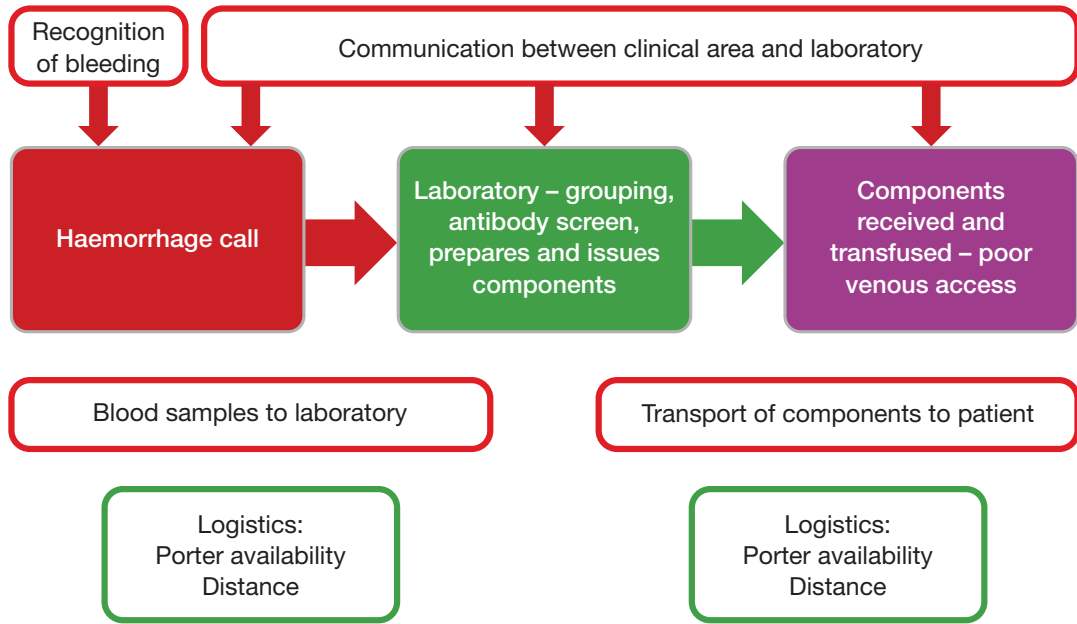 Recognition
of bleeding
Communication between clinical area and laboratory
Haemorrhage call
Laboratory – grouping,
antibody screen,
prepares and issues
components
Components
received and
transfused – poor
venous access
Blood samples to laboratory
Transport of components to patient
Logistics:
Porter availability
Distance
Logistics:
Porter availability
Distance